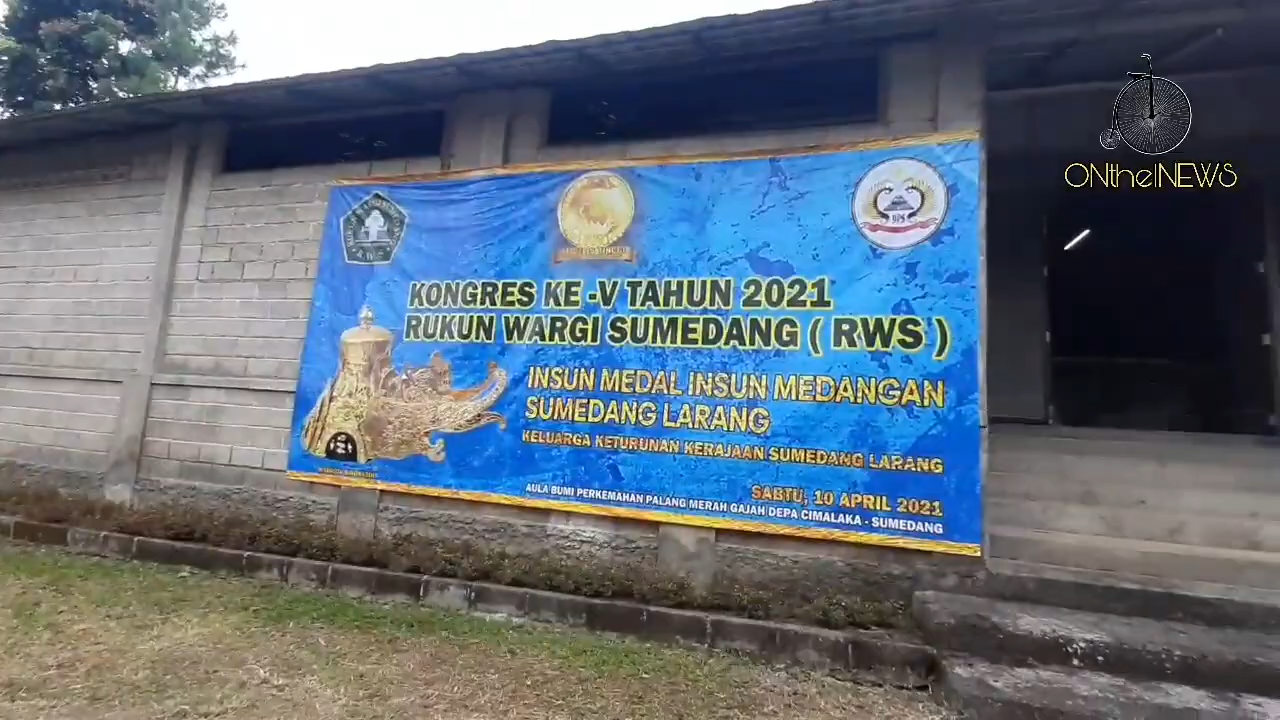 ONtheINEWS
KONGRES KE -V TAHUN 2021
RUKUN WARGI SUMEDANG ( RWS )
INSUN MEDAL INSUN MEDANGAN
SUMEDANG LARANG
KELUARGA KETURUNAN KERAJAAN SUMEDANG LARANG
SABTU, 10 APRIL 2021
AULA BUMI PERKEMAHAN PALANG MERAH GAJAH DEPA CIMALAKA - SUMEDANG